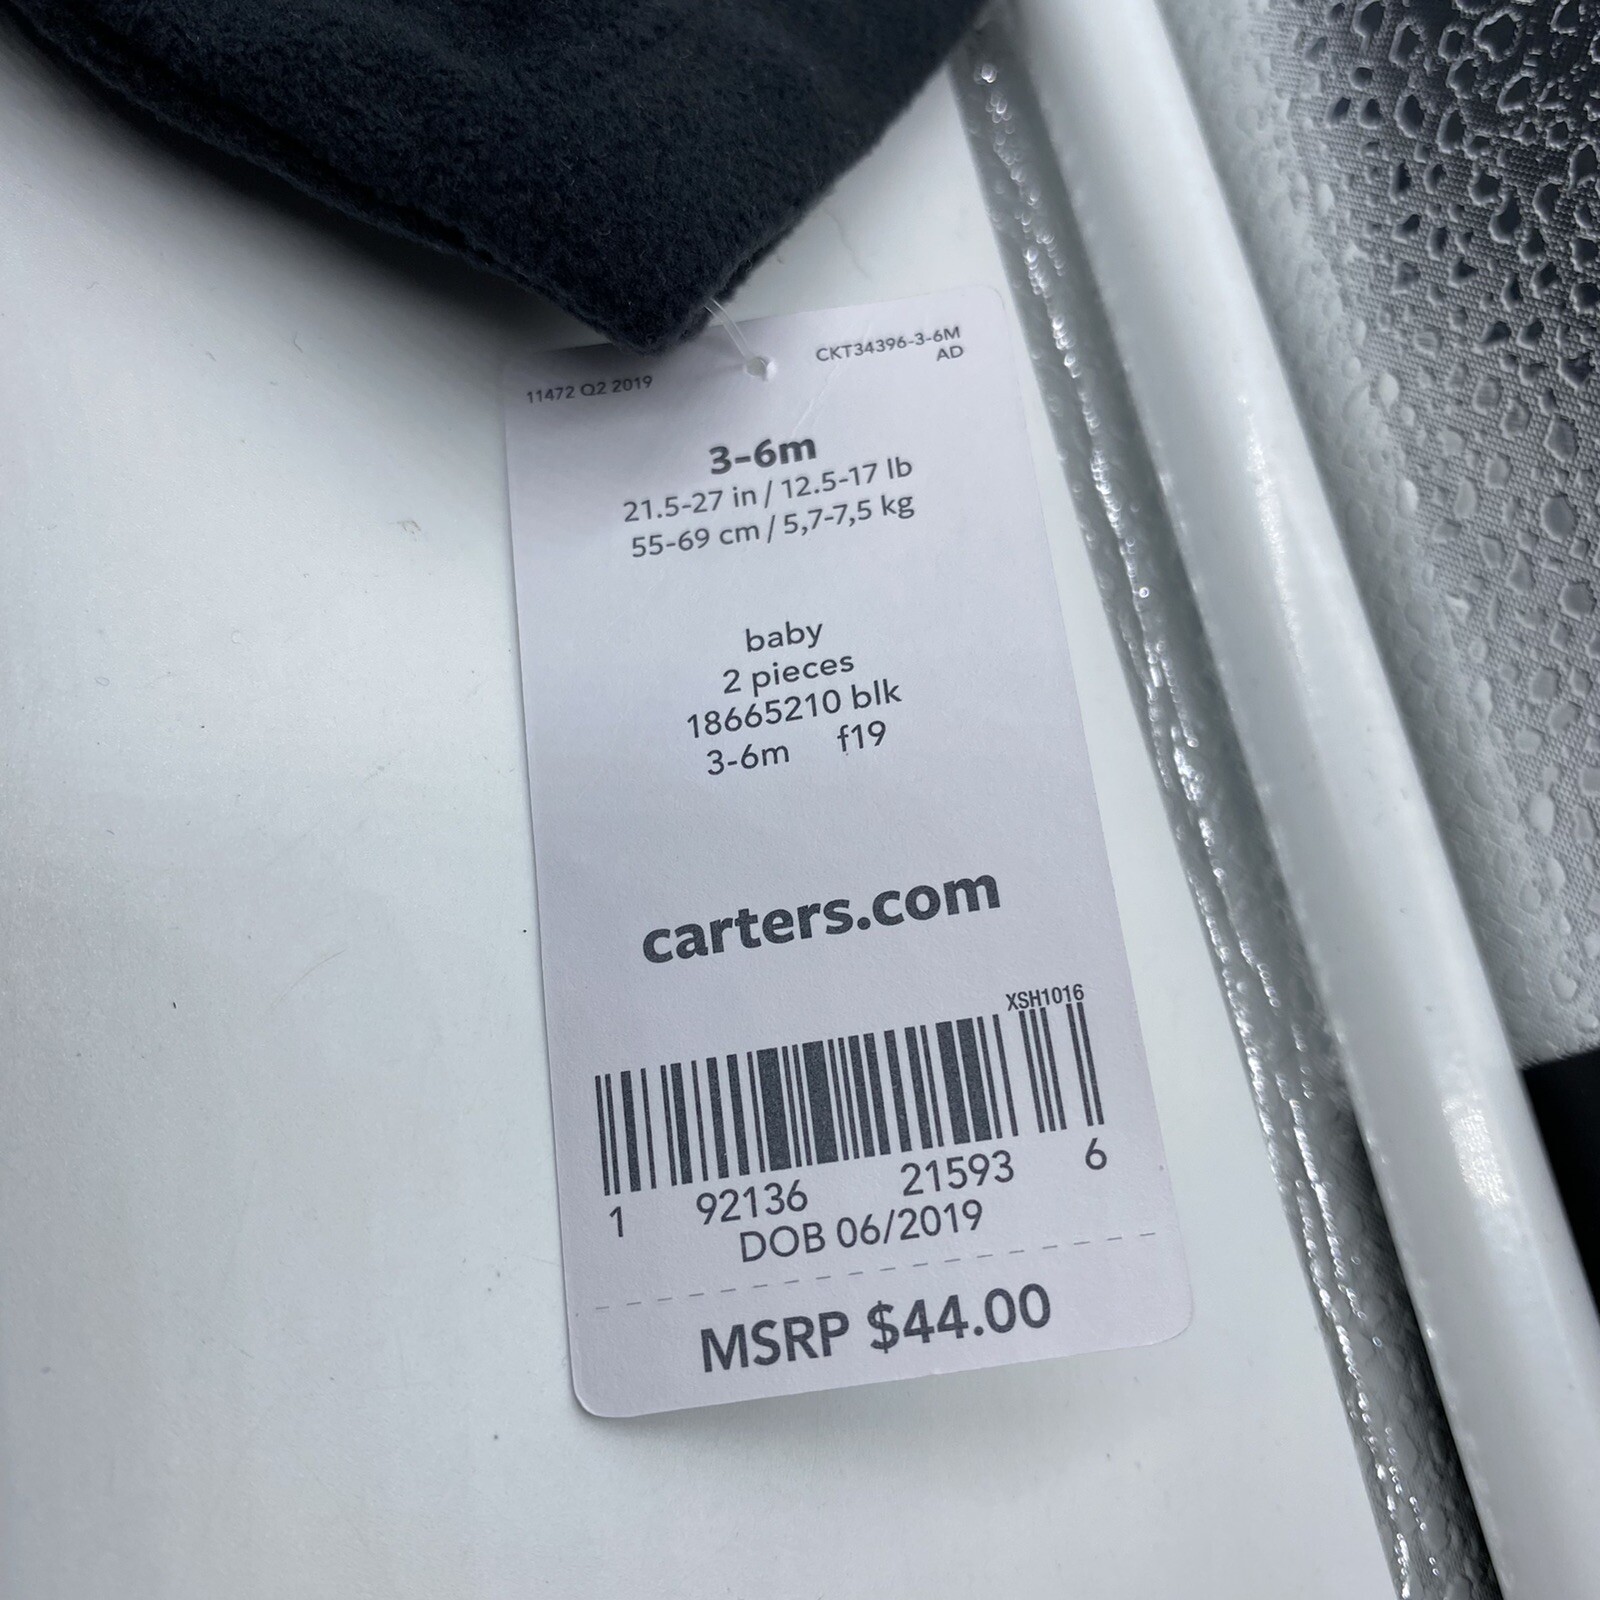 CKT34396-3-6M
AD
11472 Q2 2019
3-6m
21.5-27 in / 12.5-17 lb
55-69 cm / 5,7-7,5 kg
baby
2 pieces
18665210 blk
3-6m f19
carters.com
XSH1016
1 92136 21593 6
DOB 06/2019
MSRP $44.00